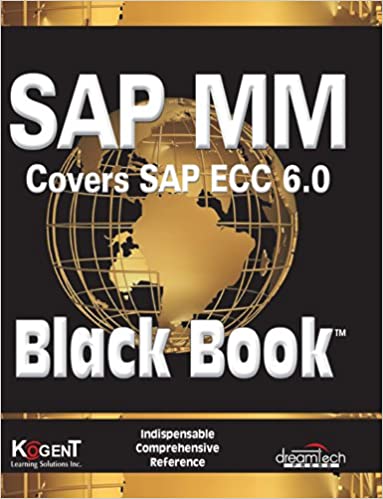 SAP MM
Covers SAP ECC 6.0
Black Book™
Indispensable
Comprehensive
Reference
KOGENT
Learning Solutions Inc.
dreamtech
PRESS